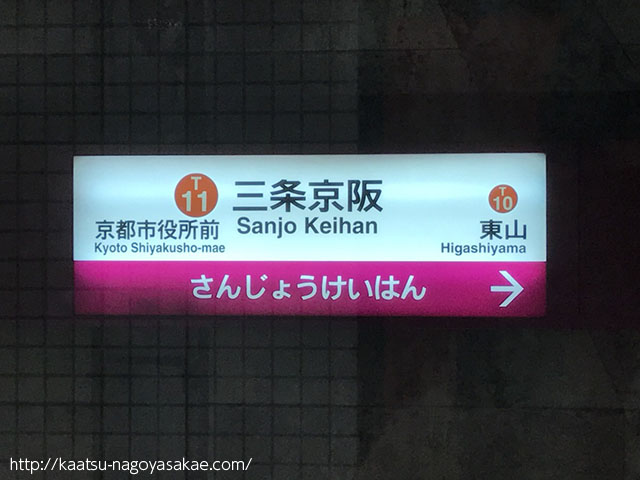 T
11
三条京阪
Sanjo Keihan
京都市役所前
Kyoto Shiyakusho-mae
T
10
東山
Higashiyama
さんじょうけいはん →
http://kaatsu-nagoyasakae.com/